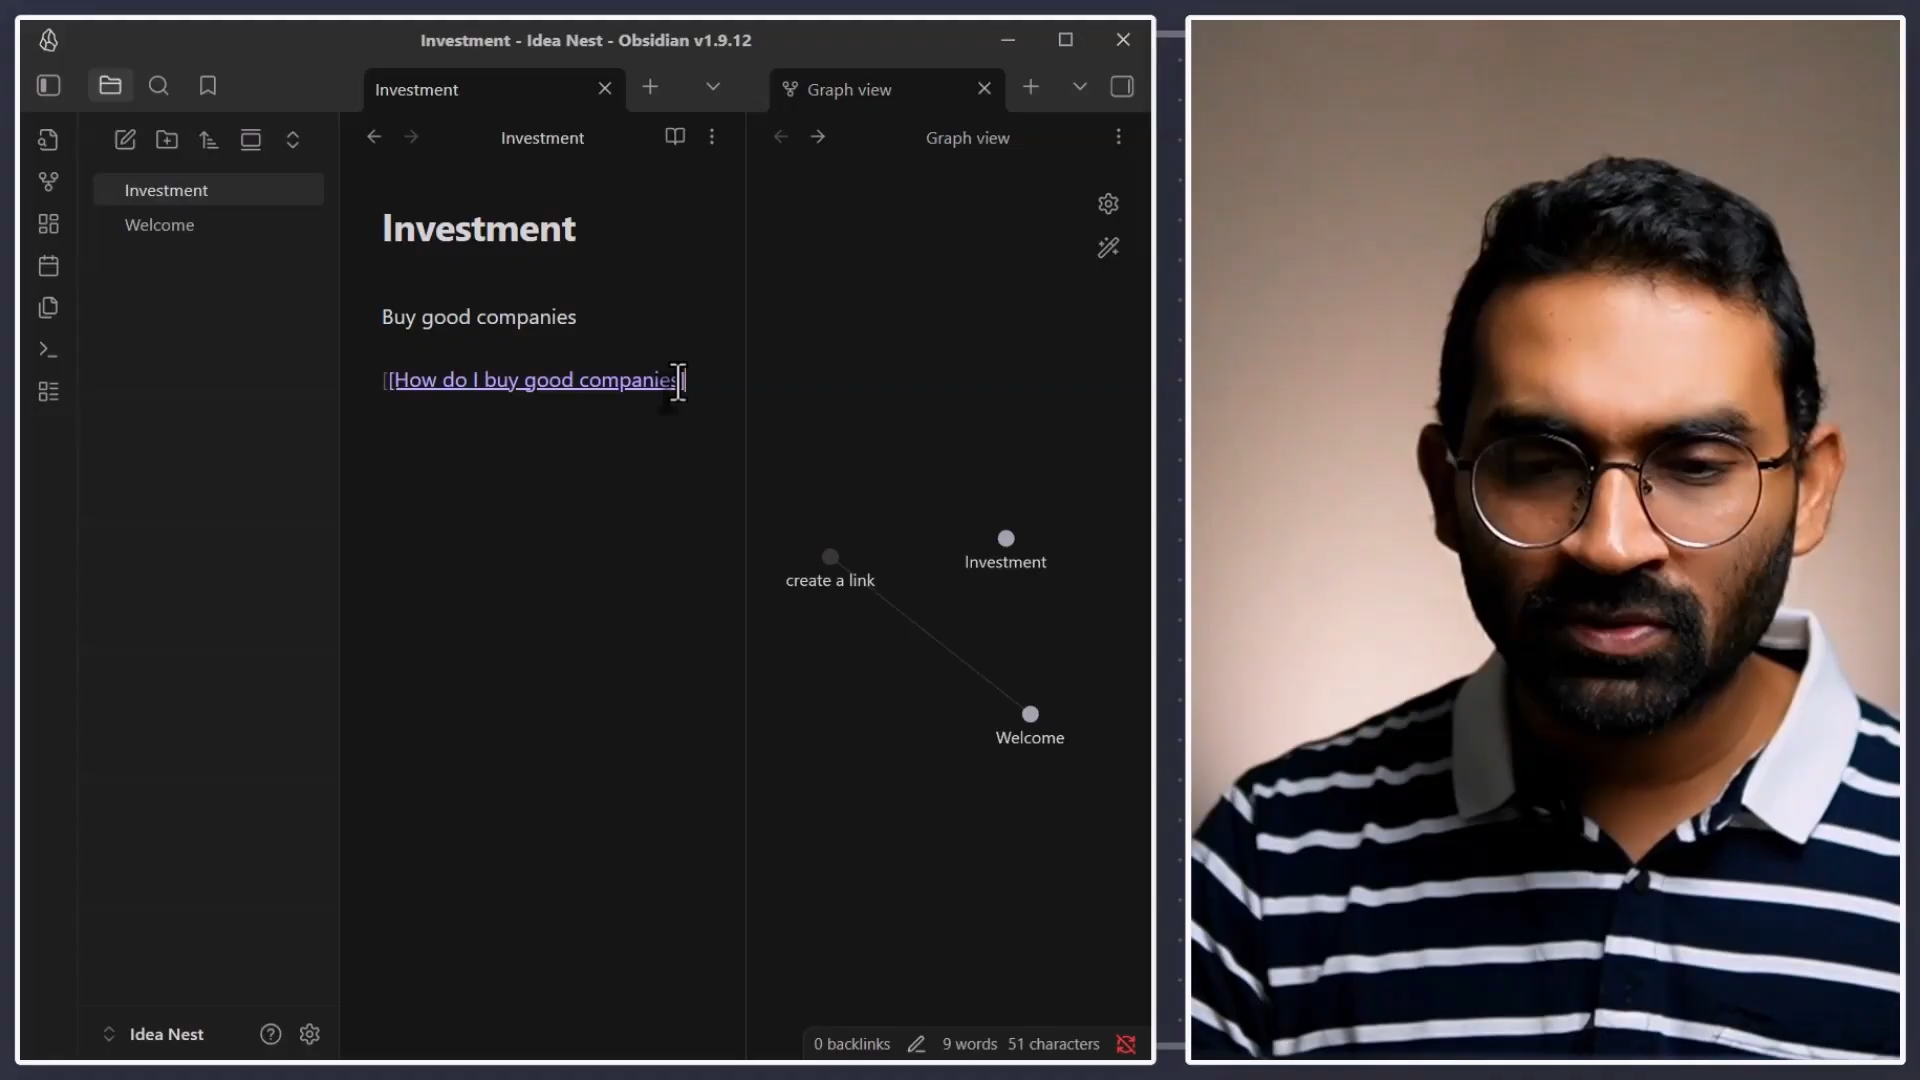 Investment - Idea Nest - Obsidian v1.9.12
Investment
Graph view
Investment
Graph view
Investment
Welcome
Investment
Buy good companies
[[How do I buy good companies]]
Investment
create a link
Welcome
Idea Nest
0 backlinks
9 words
51 characters